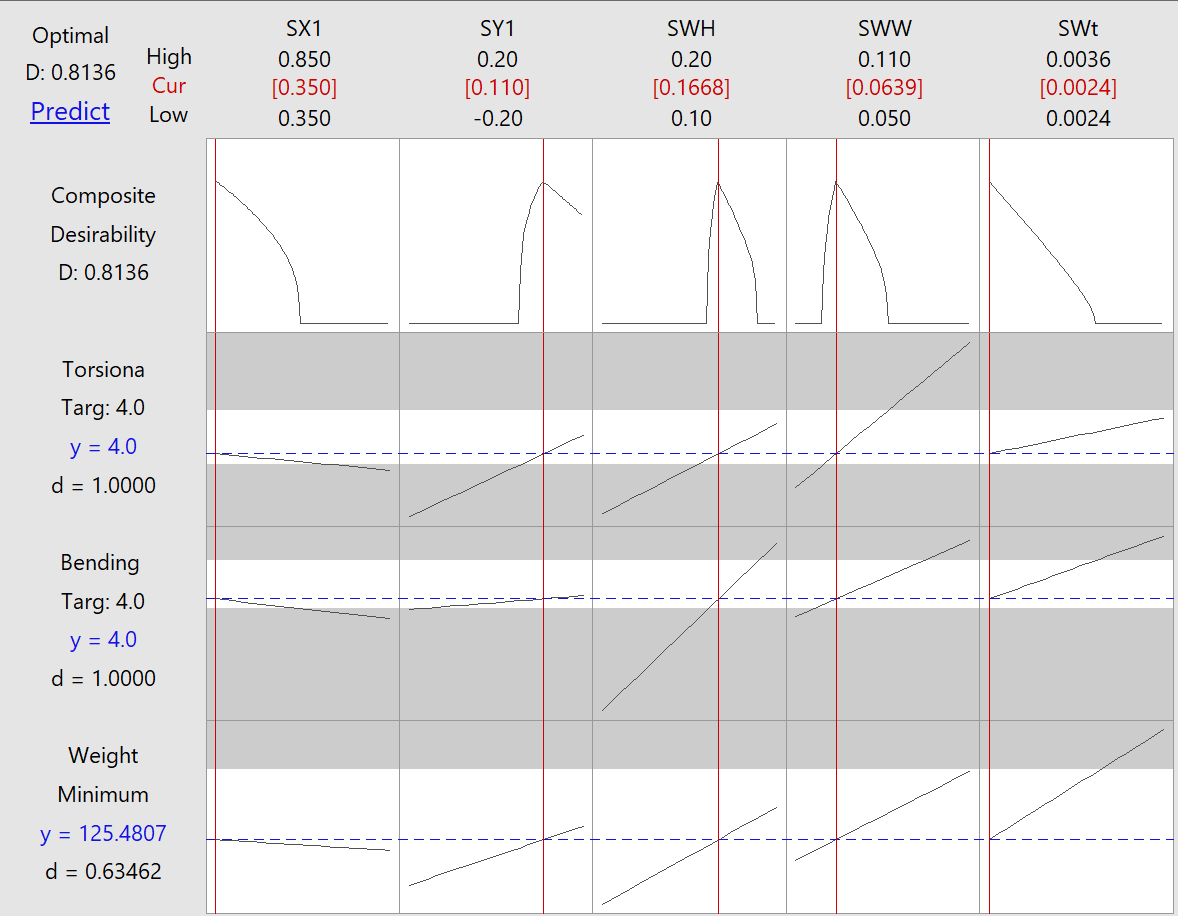 Optimal
D: 0.8136
Predict
High
Cur
Low
SX1
0.850
[0.350]
0.350
SY1
0.20
[0.110]
-0.20
SWH
0.20
[0.1668]
0.10
SWW
0.110
[0.0639]
0.050
SWt
0.0036
[0.0024]
0.0024
Composite
Desirability
D: 0.8136
Torsiona
Targ: 4.0
y = 4.0
d = 1.0000
Bending
Targ: 4.0
y = 4.0
d = 1.0000
Weight
Minimum
y = 125.4807
d = 0.63462